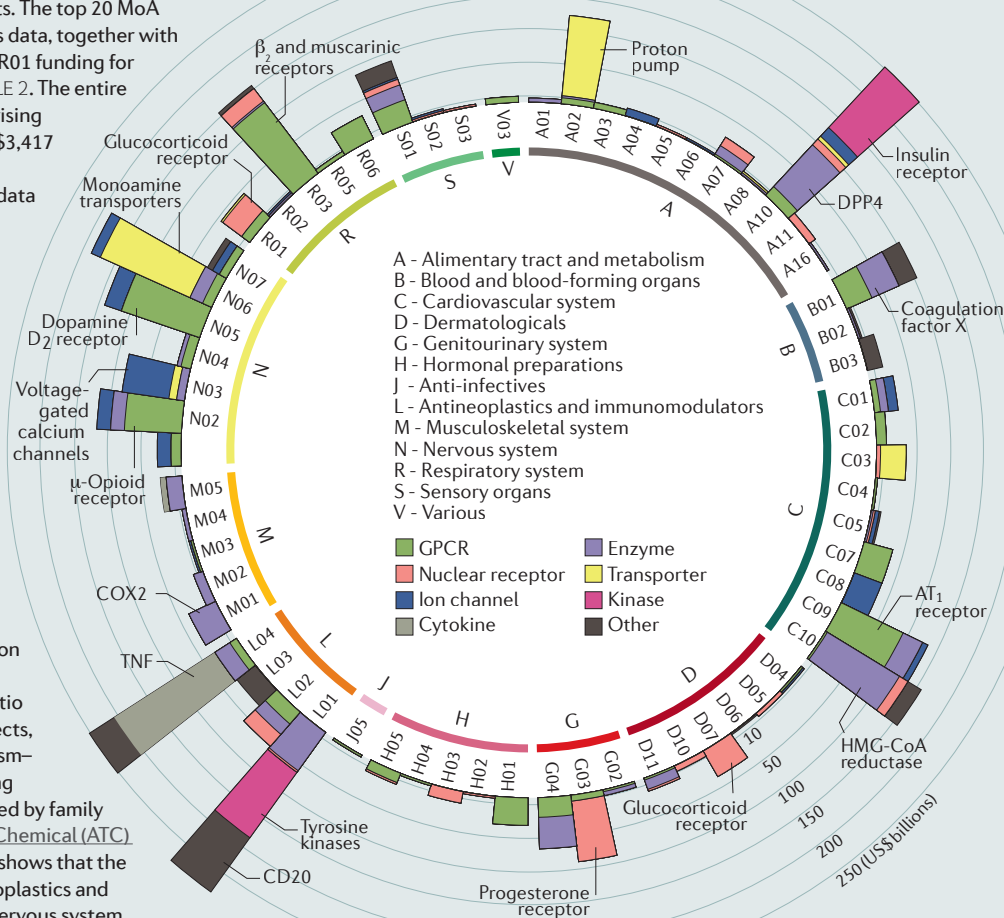 ts. The top 20 MoA
s data, together with
R01 funding for
LE 2. The entire
ising
$3,417
data
on
tio
ects,
sm–
ng
ed by family
Chemical (ATC)
shows that the
oplastics and
nervous system
β2 and muscarinic
receptors
Proton
pump
Glucocorticoid
receptor
Monoamine
transporters
Insulin
receptor
DPP4
Coagulation
factor X
Dopamine
D2 receptor
Voltage-
gated
calcium
channels
μ-Opioid
receptor
COX2
TNF
AT1
receptor
HMG-CoA
reductase
Glucocorticoid
receptor
Progesterone
receptor
Tyrosine
kinases
CD20
A01
A02
A03
A04
A05
A06
A07
A08
A10
A11
A16
B01
B02
B03
C01
C02
C03
C04
C05
C07
C08
C09
C10
D04
D05
D06
D07
D10
D11
G02
G03
G04
H01
H02
H03
H04
H05
J05
L01
L02
L03
L04
M01
M02
M03
M04
M05
N02
N03
N04
N05
N06
N07
R01
R02
R03
R05
R06
S01
S02
S03
V03
A
B
C
D
G
H
J
L
M
N
R
S
V
A - Alimentary tract and metabolism
B - Blood and blood-forming organs
C - Cardiovascular system
D - Dermatologicals
G - Genitourinary system
H - Hormonal preparations
J - Anti-infectives
L - Antineoplastics and immunomodulators
M - Musculoskeletal system
N - Nervous system
R - Respiratory system
S - Sensory organs
V - Various
GPCR
Nuclear receptor
Ion channel
Cytokine
Enzyme
Transporter
Kinase
Other
10
50
100
150
200
250 (US$ billions)